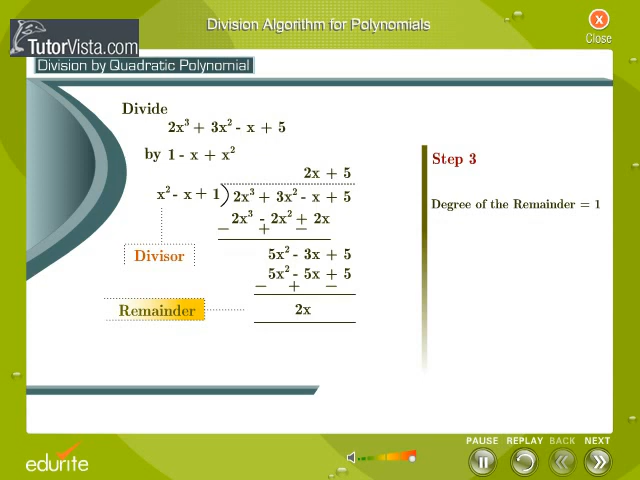 Division Algorithm for Polynomials
Close
TutorVista.com
Division by Quadratic Polynomial
Divide
2x³ + 3x² - x + 5
by 1 - x + x²
2x + 5
x² - x + 1 ) 2x³ + 3x² - x + 5
2x³ - 2x² + 2x
− + −
5x² - 3x + 5
5x² - 5x + 5
− + −
2x
Divisor
Remainder
Step 3
Degree of the Remainder = 1
edurite
PAUSE REPLAY BACK NEXT